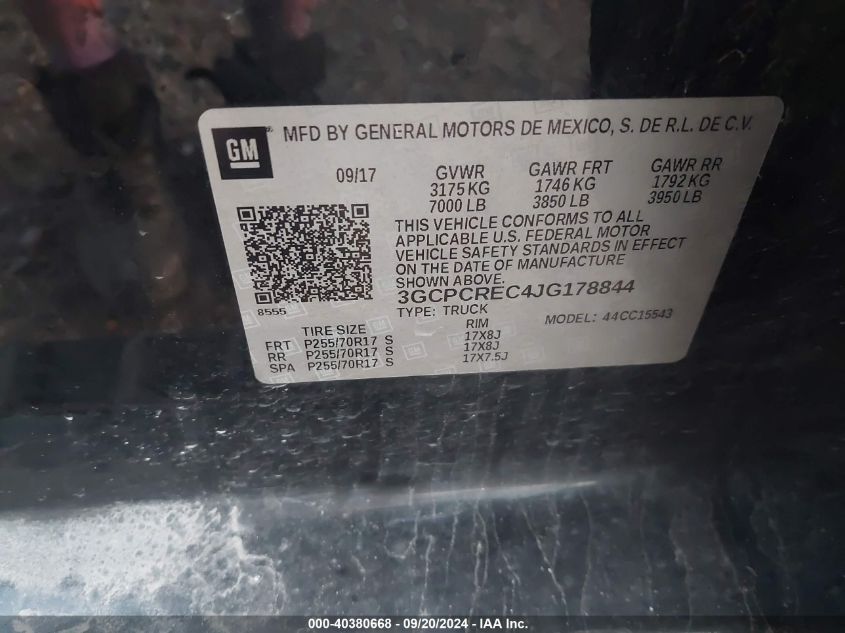 GM
MFD BY GENERAL MOTORS DE MEXICO, S. DE R.L. DE C.V.
09/17 GVWR GAWR FRT GAWR RR
3175 KG 1746 KG 1792 KG
7000 LB 3850 LB 3950 LB
THIS VEHICLE CONFORMS TO ALL
APPLICABLE U.S. FEDERAL MOTOR
VEHICLE SAFETY STANDARDS IN EFFECT
ON THE DATE OF MANUFACTURE
SHOWN ABOVE.
3GCPCREC4JG178844
8555
TYPE: TRUCK MODEL: 44CC15543
TIRE SIZE RIM
FRT P255/70R17 S 17X8J
RR P255/70R17 S 17X8J
SPA P255/70R17 S 17X7.5J
000-40380668 - 09/20/2024 - IAA Inc.